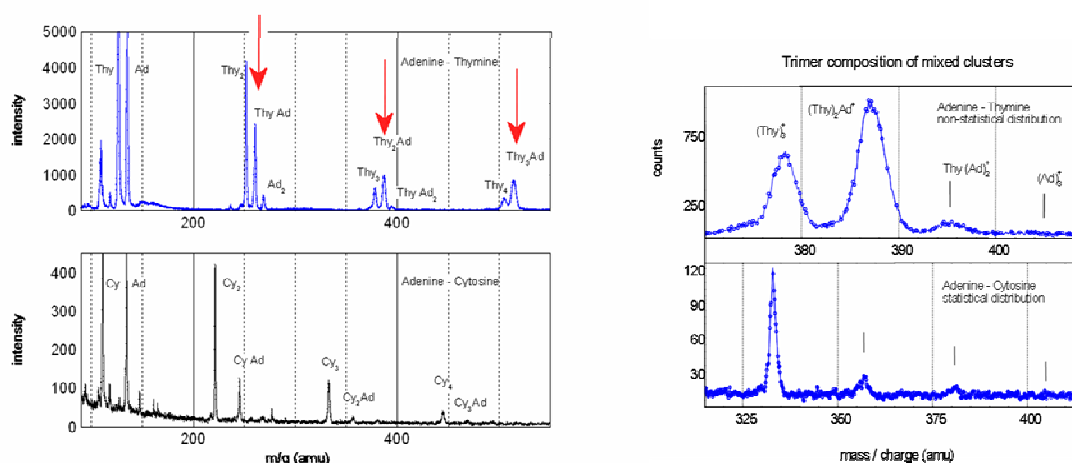 5000
4000
3000
2000
1000
0
intensity
Thy Ad
Thy₂
Thy Ad
Ad₂
Adenine - Thymine
Thy₂Ad
Thy₃
Thy Ad₂
Thy₃Ad
Thy₄
200
400
400
300
200
100
0
intensity
Cy Ad
Cy₂
Cy Ad
Adenine - Cytosine
Cy₃
Cy₂Ad
Cy₄
Cy₃Ad
200
400
m/q (amu)
Trimer composition of mixed clusters
750
250
counts
(Thy)₃⁺
(Thy)₂Ad⁺
Adenine - Thymine
non-statistical distribution
Thy (Ad)₂⁺
(Ad)₃⁺
380
390
400
120
90
60
30
Adenine - Cytosine
statistical distribution
325
350
375
400
mass / charge (amu)